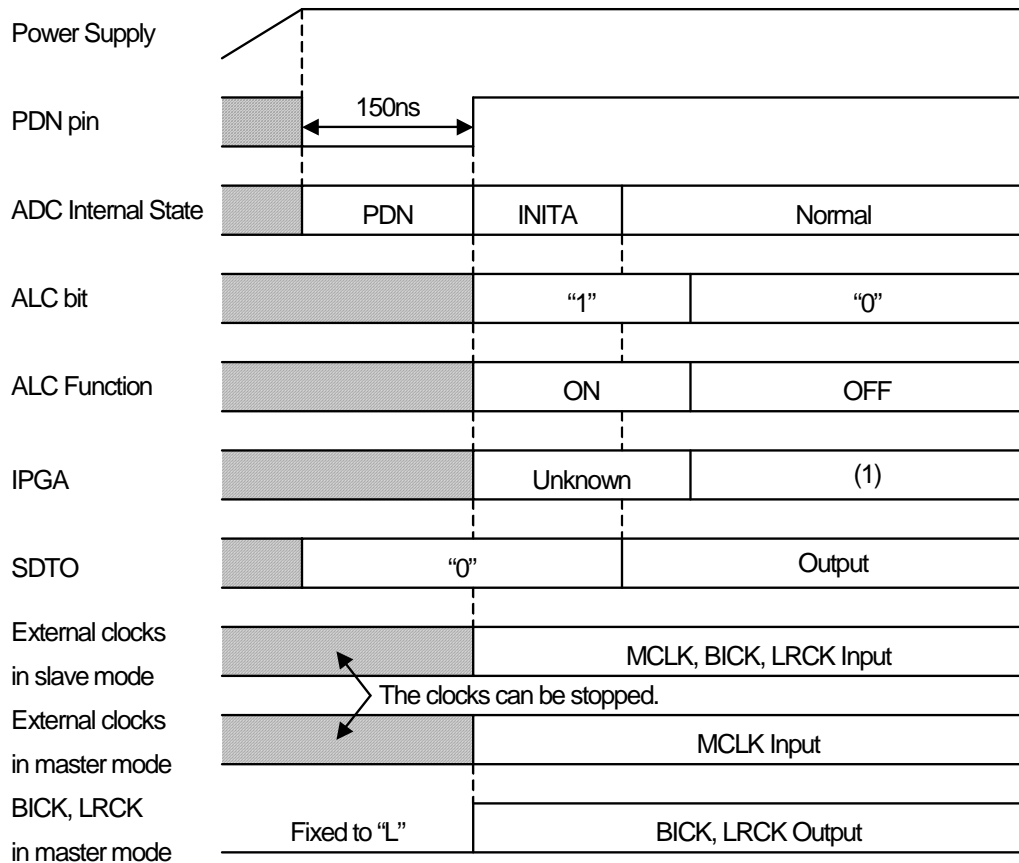 Power Supply
PDN pin
150ns
ADC Internal State
PDN
INITA
Normal
ALC bit
“1”
“0”
ALC Function
ON
OFF
IPGA
Unknown
(1)
SDTO
“0”
Output
External clocks
in slave mode
MCLK, BICK, LRCK Input
The clocks can be stopped.
External clocks
in master mode
MCLK Input
BICK, LRCK
in master mode
Fixed to “L”
BICK, LRCK Output